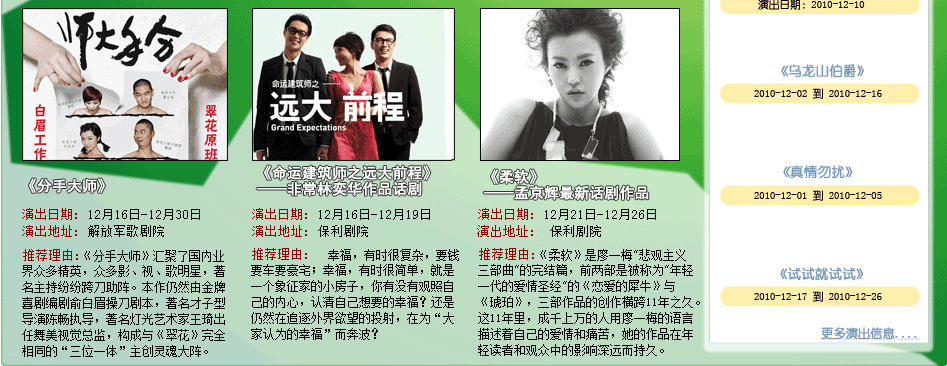 师大手分
白眉工作
翠花原班
《分手大师》
演出日期：12月16日-12月30日
演出地址： 解放军歌剧院
推荐理由:《分手大师》汇聚了国内业
界众多精英，众多影、视、歌明星，著
名主持纷纷跨刀助阵。本作仍然由金牌
喜剧编剧俞白眉操刀剧本，著名才子型
导演陈畅执导，著名灯光艺术家王琦出
任舞美视觉总监，构成与《翠花》完全
相同的“三位一体”主创灵魂大阵。
命运建筑师之
远大前程
Grand Expectations
《命运建筑师之远大前程》
——非常林奕华作品话剧
演出日期：12月16日-12月19日
演出地址： 保利剧院
推荐理由： 幸福，有时很复杂，要钱
要车要豪宅；幸福，有时很简单，就是
一个象征家的小房子，你有没有观照自
己的内心，认清自己想要的幸福？还是
仍然在追逐外界欲望的投射，在为“大
家认为的幸福”而奔波？
《柔软》
——孟京辉最新话剧作品
演出日期：12月21日-12月26日
演出地址： 保利剧院
推荐理由：《柔软》是廖一梅“悲观主义
三部曲”的完结篇，前两部是被称为“年轻
一代的爱情圣经”的《恋爱的犀牛》与
《琥珀》，三部作品的创作横跨11年之久。
这11年里，成千上万的人用廖一梅的语言
描述着自己的爱情和痛苦，她的作品在年
轻读者和观众中的影响深远而持久。
演出日期：2010-12-10
《乌龙山伯爵》
2010-12-02 到 2010-12-16
《真情勿扰》
2010-12-01 到 2010-12-05
《试试就试试》
2010-12-17 到 2010-12-26
更多演出信息....